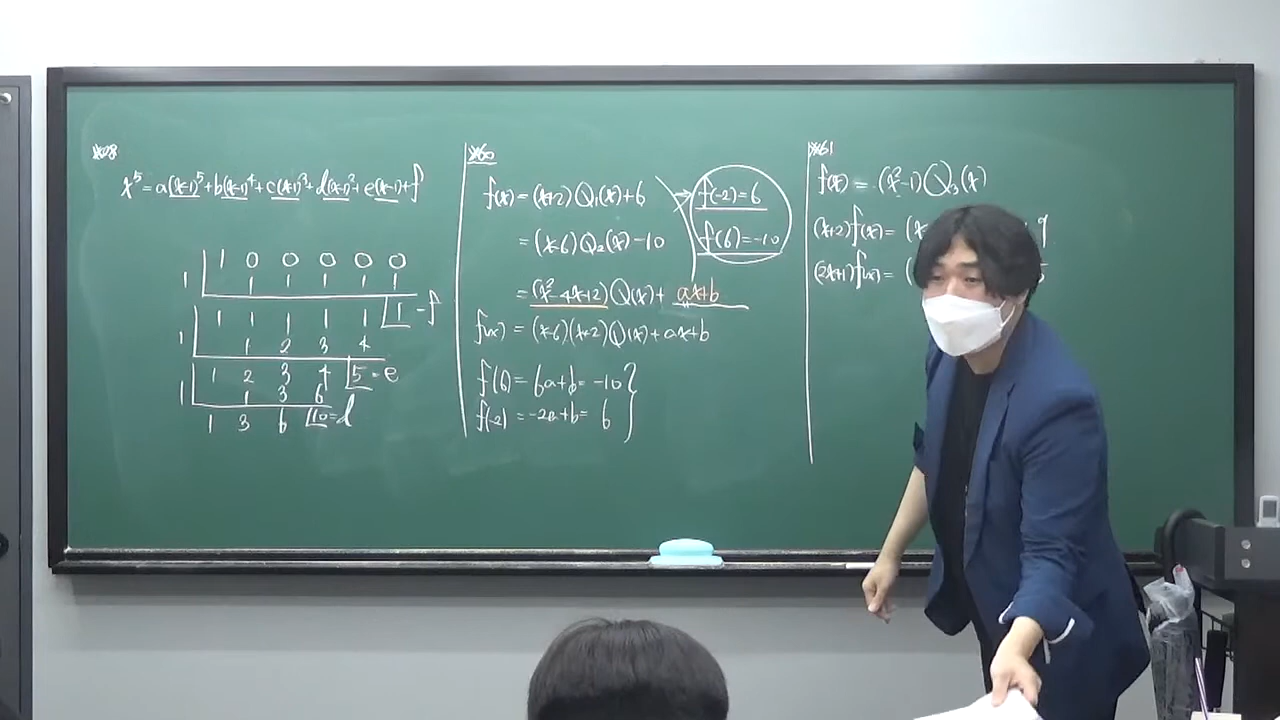 x⁵ = a(x-1)⁵+b(x-1)⁴+c(x-1)³+d(x-1)²+e(x-1)+f
1 0 0 0 0 0
1 1 1 1 1 1
1 1 1 1 1 1 = f
1 1 2 3 4
1 2 3 4 5 = e
1 1 3 6
1 3 6 10 = d
※60
f(x) = (x+2)Q₁(x)+6
= (x-6)Q₂(x)-10
= (x²-4x+2)Q(x)+ ax+b
f(x) = (x-6)(x+2)Q(x)+ax+b
f(6) = 6a+b = -10
f(-2) = -2a+b = 6
f(-2)=6
f(6)=-10
※61
f(x) = (x²-1)Q₃(x)
(x+2)f(x) = (x
(2x+1)f(x) = (